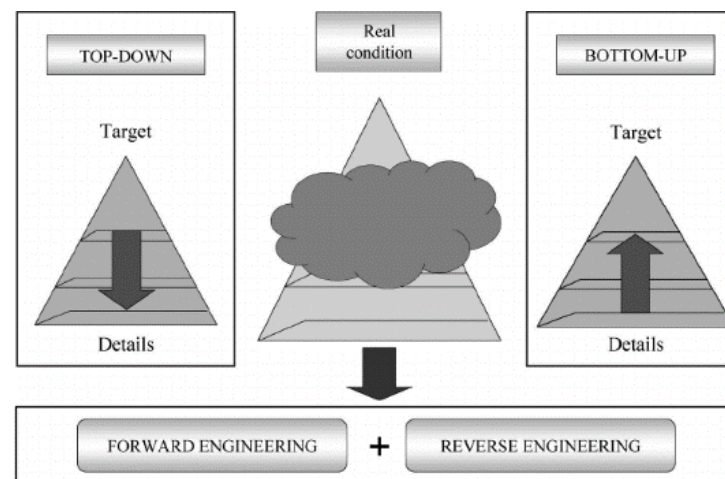 TOP-DOWN
Target
Details
Real
condition
BOTTOM-UP
Target
Details
FORWARD ENGINEERING
+
REVERSE ENGINEERING